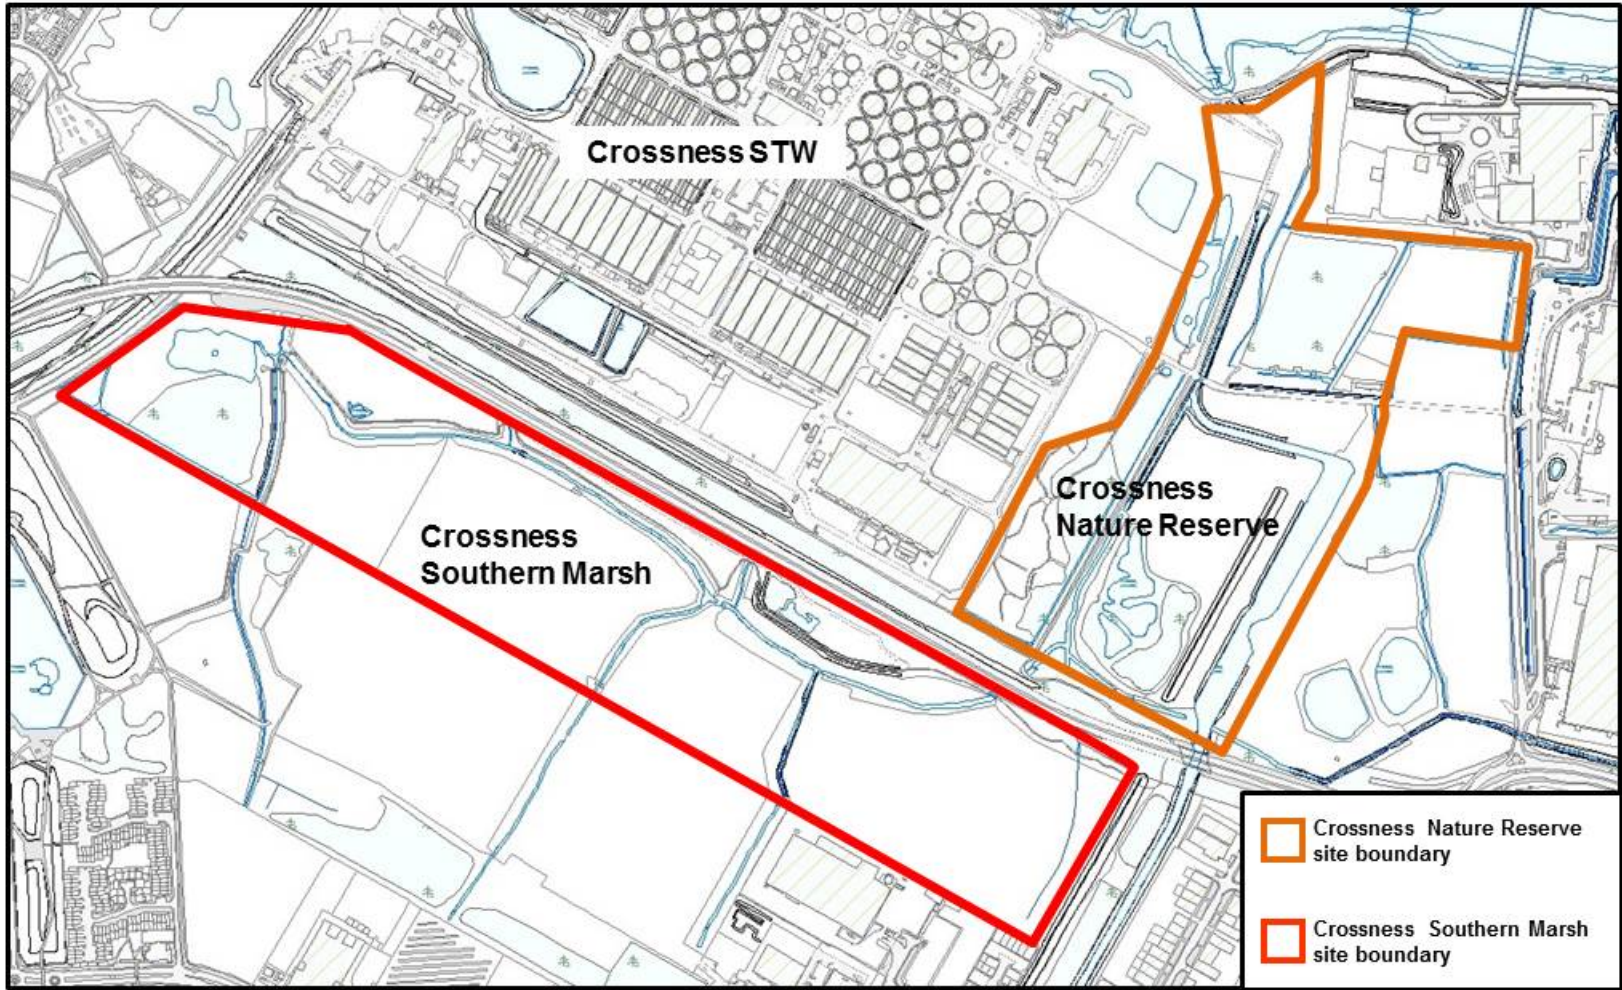 Crossness STW
Crossness
Nature Reserve
Crossness
Southern Marsh
Crossness Nature Reserve
site boundary
Crossness Southern Marsh
site boundary